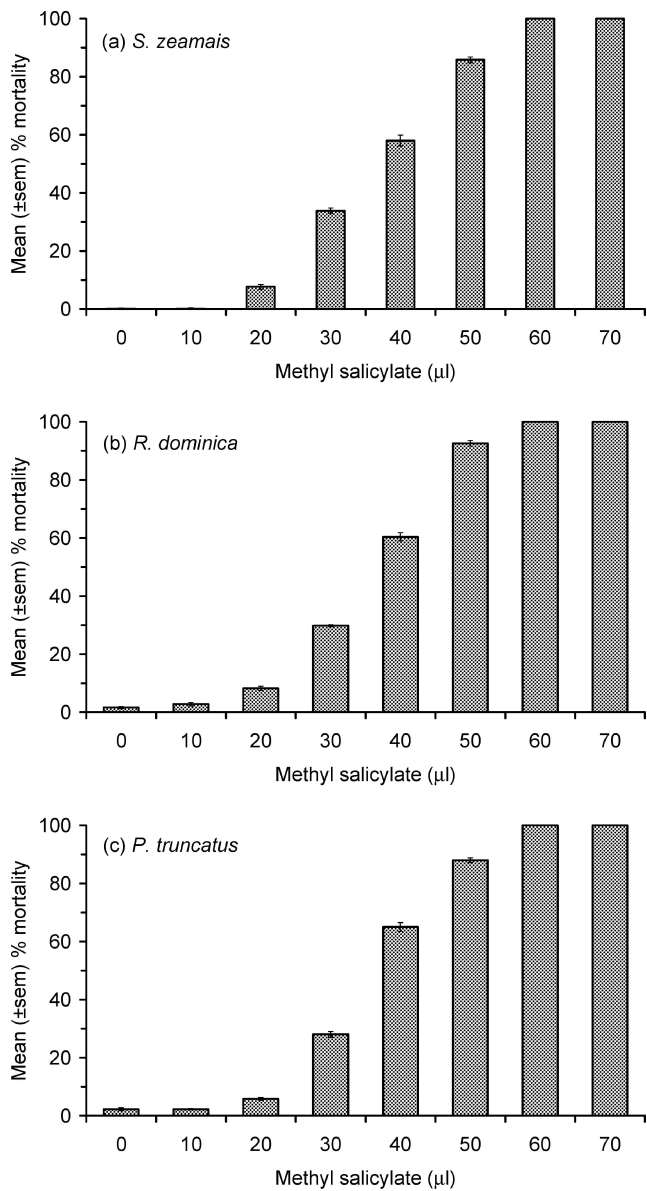 (a) S. zeamais
Mean (±sem) % mortality
100
80
60
40
20
0
0 10 20 30 40 50 60 70
Methyl salicylate (µl)
(b) R. dominica
Mean (±sem) % mortality
100
80
60
40
20
0
0 10 20 30 40 50 60 70
Methyl salicylate (µl)
(c) P. truncatus
Mean (±sem) % mortality
100
80
60
40
20
0
0 10 20 30 40 50 60 70
Methyl salicylate (µl)